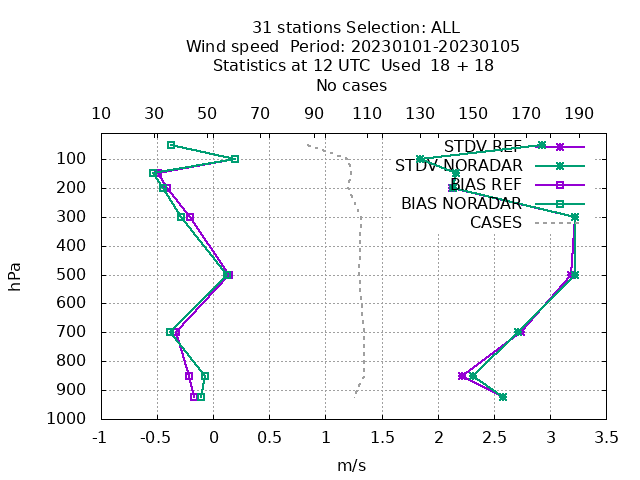 31 stations Selection: ALL
Wind speed  Period: 20230101-20230105
Statistics at 12 UTC  Used  18 + 18
No cases
10 30 50 70 90 110 130 150 170 190
STDV REF
100
STDV NORADAR
BIAS REF
200
BIAS NORADAR
300
CASES
400
hPa
500
600
700
800
900
1000
-1 -0.5 0 0.5 1 1.5 2 2.5 3 3.5
m/s